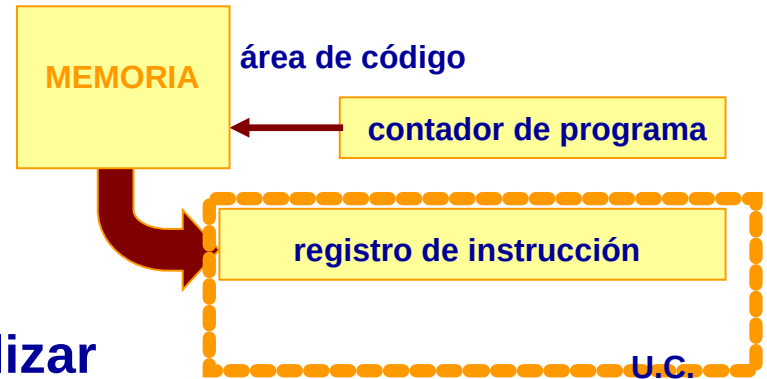 área de código
MEMORIA
contador de programa
registro de instrucción
lizar
U.C.